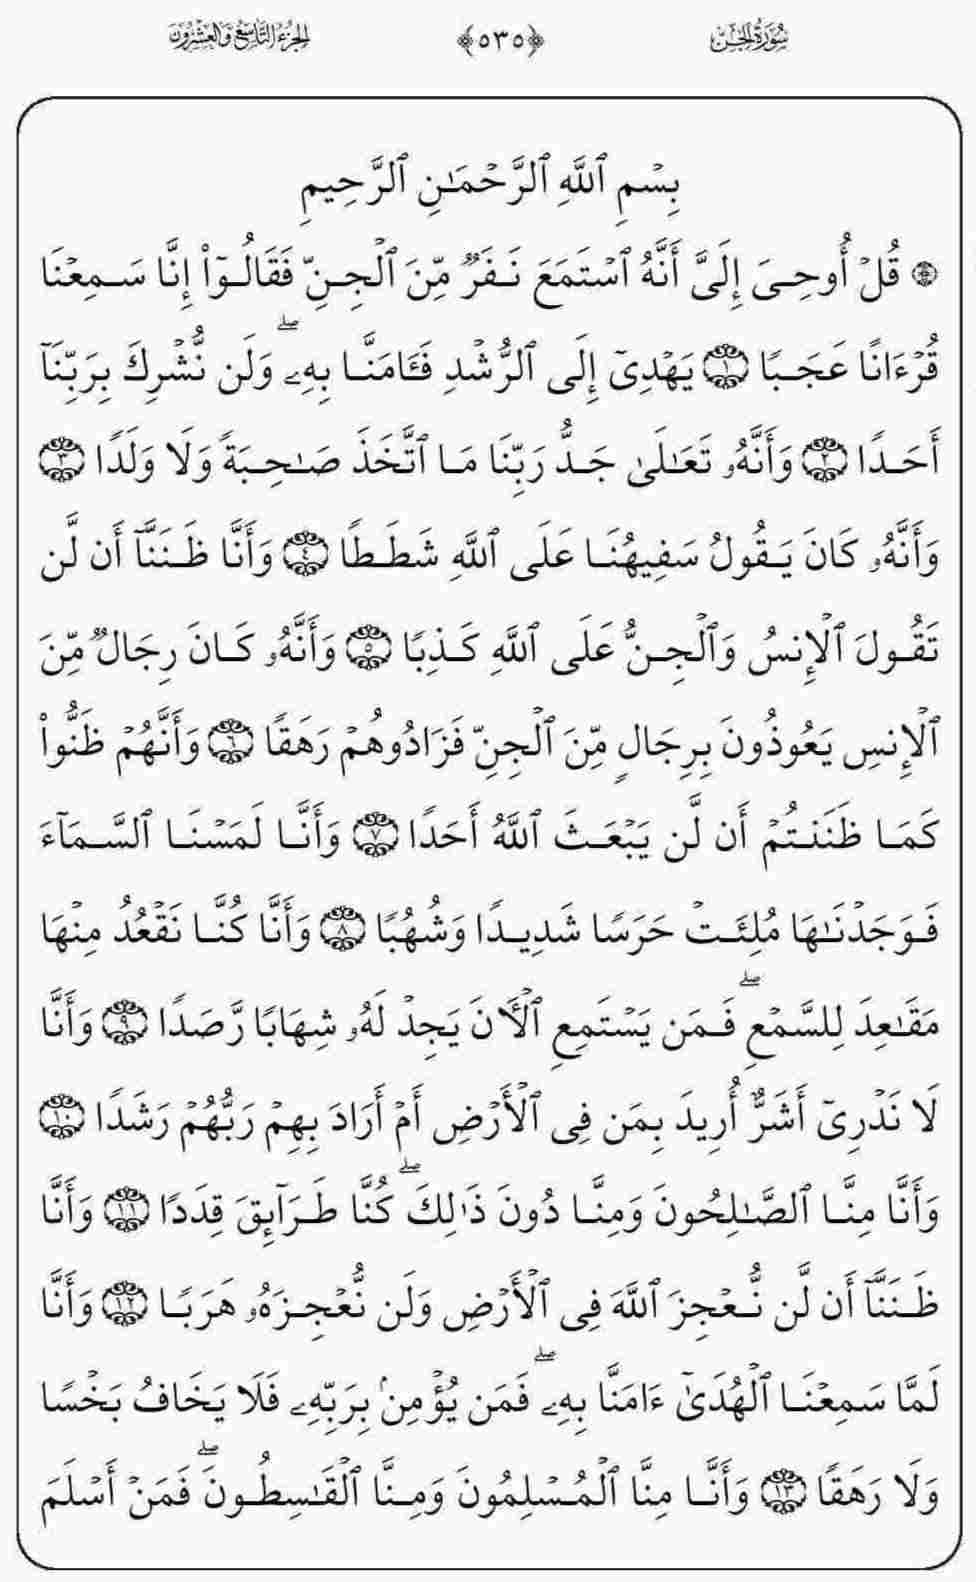 سُورَةُ الجِنّ ﴿٥٣٥﴾ الجُزءُ التَّاسِعُ وَالعِشْرُونَ
بِسْمِ ٱللَّهِ ٱلرَّحْمَـٰنِ ٱلرَّحِيمِ
۞ قُلْ أُوحِىَ إِلَىَّ أَنَّهُ ٱسْتَمَعَ نَفَرٌ مِّنَ ٱلْجِنِّ فَقَالُوٓا۟ إِنَّا سَمِعْنَا
قُرْءَانًا عَجَبًا ١ يَهْدِىٓ إِلَى ٱلرُّشْدِ فَـَٔامَنَّا بِهِۦ ۖ وَلَن نُّشْرِكَ بِرَبِّنَآ
أَحَدًا ٢ وَأَنَّهُۥ تَعَـٰلَىٰ جَدُّ رَبِّنَا مَا ٱتَّخَذَ صَـٰحِبَةً وَلَا وَلَدًا ٣
وَأَنَّهُۥ كَانَ يَقُولُ سَفِيهُنَا عَلَى ٱللَّهِ شَطَطًا ٤ وَأَنَّا ظَنَنَّآ أَن لَّن
تَقُولَ ٱلْإِنسُ وَٱلْجِنُّ عَلَى ٱللَّهِ كَذِبًا ٥ وَأَنَّهُۥ كَانَ رِجَالٌ مِّنَ
ٱلْإِنسِ يَعُوذُونَ بِرِجَالٍ مِّنَ ٱلْجِنِّ فَزَادُوهُمْ رَهَقًا ٦ وَأَنَّهُمْ ظَنُّوا۟
كَمَا ظَنَنتُمْ أَن لَّن يَبْعَثَ ٱللَّهُ أَحَدًا ٧ وَأَنَّا لَمَسْنَا ٱلسَّمَآءَ
فَوَجَدْنَـٰهَا مُلِئَتْ حَرَسًا شَدِيدًا وَشُهُبًا ٨ وَأَنَّا كُنَّا نَقْعُدُ مِنْهَا
مَقَـٰعِدَ لِلسَّمْعِ ۖ فَمَن يَسْتَمِعِ ٱلْـَٔانَ يَجِدْ لَهُۥ شِهَابًا رَّصَدًا ٩ وَأَنَّا
لَا نَدْرِىٓ أَشَرٌّ أُرِيدَ بِمَن فِى ٱلْأَرْضِ أَمْ أَرَادَ بِهِمْ رَبُّهُمْ رَشَدًا ١٠
وَأَنَّا مِنَّا ٱلصَّـٰلِحُونَ وَمِنَّا دُونَ ذَٰلِكَ ۖ كُنَّا طَرَآئِقَ قِدَدًا ١١ وَأَنَّا
ظَنَنَّآ أَن لَّن نُّعْجِزَ ٱللَّهَ فِى ٱلْأَرْضِ وَلَن نُّعْجِزَهُۥ هَرَبًا ١٢ وَأَنَّا
لَمَّا سَمِعْنَا ٱلْهُدَىٰٓ ءَامَنَّا بِهِۦ ۖ فَمَن يُؤْمِنۢ بِرَبِّهِۦ فَلَا يَخَافُ بَخْسًا
وَلَا رَهَقًا ١٣ وَأَنَّا مِنَّا ٱلْمُسْلِمُونَ وَمِنَّا ٱلْقَـٰسِطُونَ ۖ فَمَنْ أَسْلَمَ